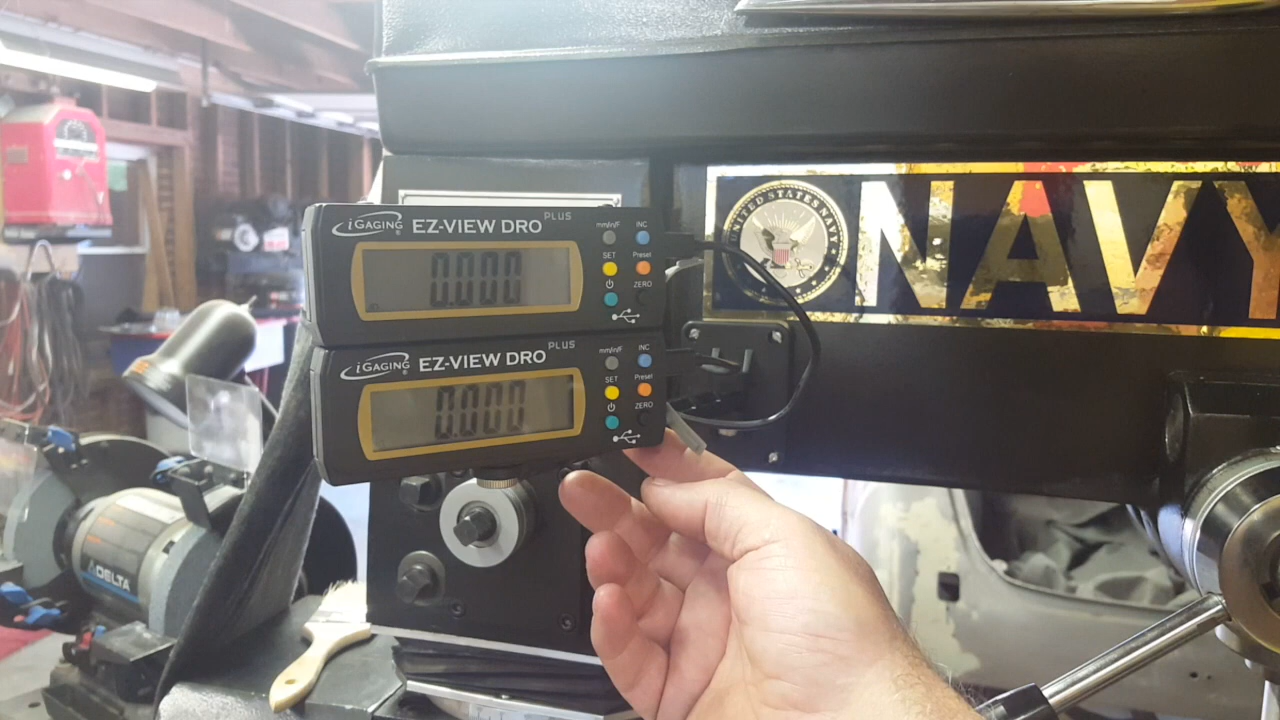 iGAGING® EZ-VIEW DRO PLUS
mm/in/F INC
SET Preset
ZERO
0.000
iGAGING® EZ-VIEW DRO PLUS
mm/in/F INC
SET Preset
ZERO
0.000
UNITED STATES NAVY
NAVY
DELTA